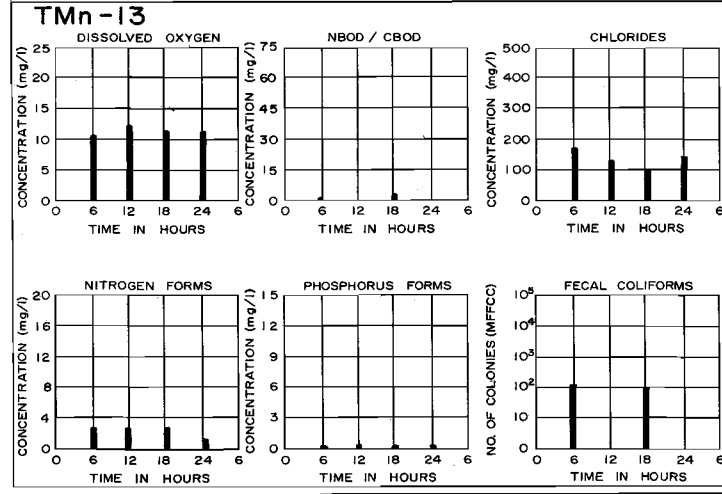 TMn-13
DISSOLVED OXYGEN
CONCENTRATION (mg/l)
25
20
15
10
5
0
0 6 12 18 24 6
TIME IN HOURS
NBOD / CBOD
CONCENTRATION (mg/l)
75
60
45
30
15
0
0 6 12 18 24 6
TIME IN HOURS
CHLORIDES
CONCENTRATION (mg/l)
500
400
300
200
100
0
0 6 12 18 24 6
TIME IN HOURS
NITROGEN FORMS
CONCENTRATION (mg/l)
20
16
12
8
4
0
0 6 12 18 24 6
TIME IN HOURS
PHOSPHORUS FORMS
CONCENTRATION (mg/l)
15
12
9
6
3
0
0 6 12 18 24 6
TIME IN HOURS
FECAL COLIFORMS
NO. OF COLONIES (MFFCC)
10⁵
10⁴
10³
10²
10
0
0 6 12 18 24 6
TIME IN HOURS